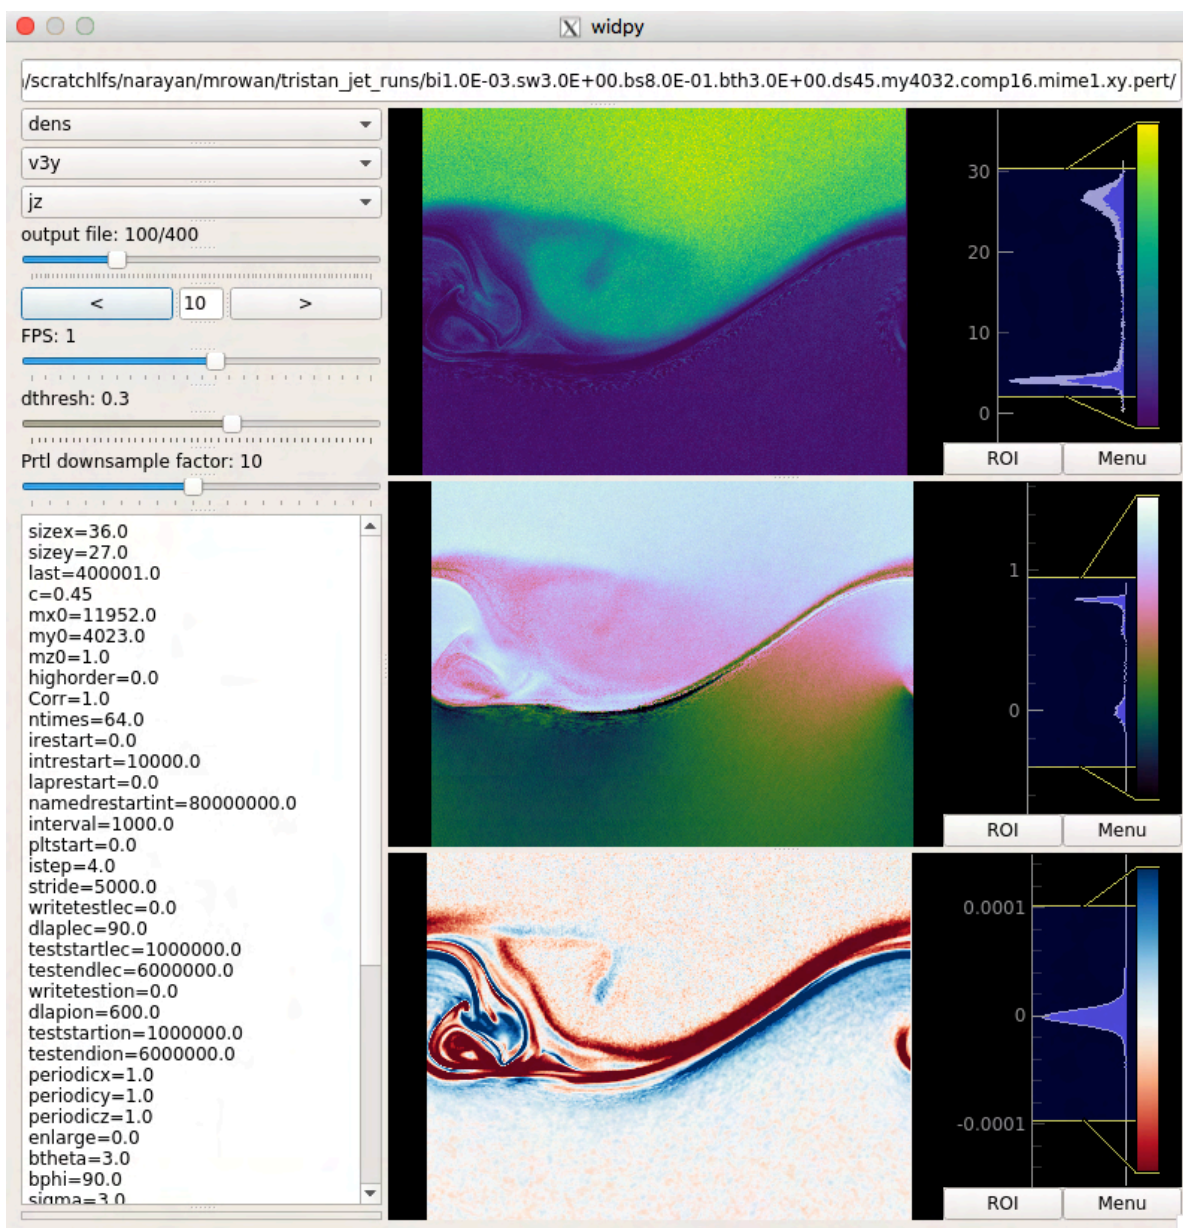 widpy
/scratchlfs/narayan/mrowan/tristan_jet_runs/bi1.0E-03.sw3.0E+00.bs8.0E-01.bth3.0E+00.ds45.my4032.comp16.mime1.xy.pert/
dens
v3y
jz
output file: 100/400
< 10 >
FPS: 1
dthresh: 0.3
Prtl downsample factor: 10
sizex=36.0
sizey=27.0
last=400001.0
c=0.45
mx0=11952.0
my0=4023.0
mz0=1.0
highorder=0.0
Corr=1.0
ntimes=64.0
irestart=0.0
intrestart=10000.0
laprestart=0.0
namedrestartint=80000000.0
interval=1000.0
pltstart=0.0
istep=4.0
stride=5000.0
writetestlec=0.0
dlaplec=90.0
teststartlec=1000000.0
testendlec=6000000.0
writetestion=0.0
dlapion=600.0
teststartion=1000000.0
testendion=6000000.0
periodicx=1.0
periodicy=1.0
periodicz=1.0
enlarge=0.0
btheta=3.0
bphi=90.0
sigma=3.0
30
20
10
0
ROI Menu
1
0
ROI Menu
0.0001
0
-0.0001
ROI Menu